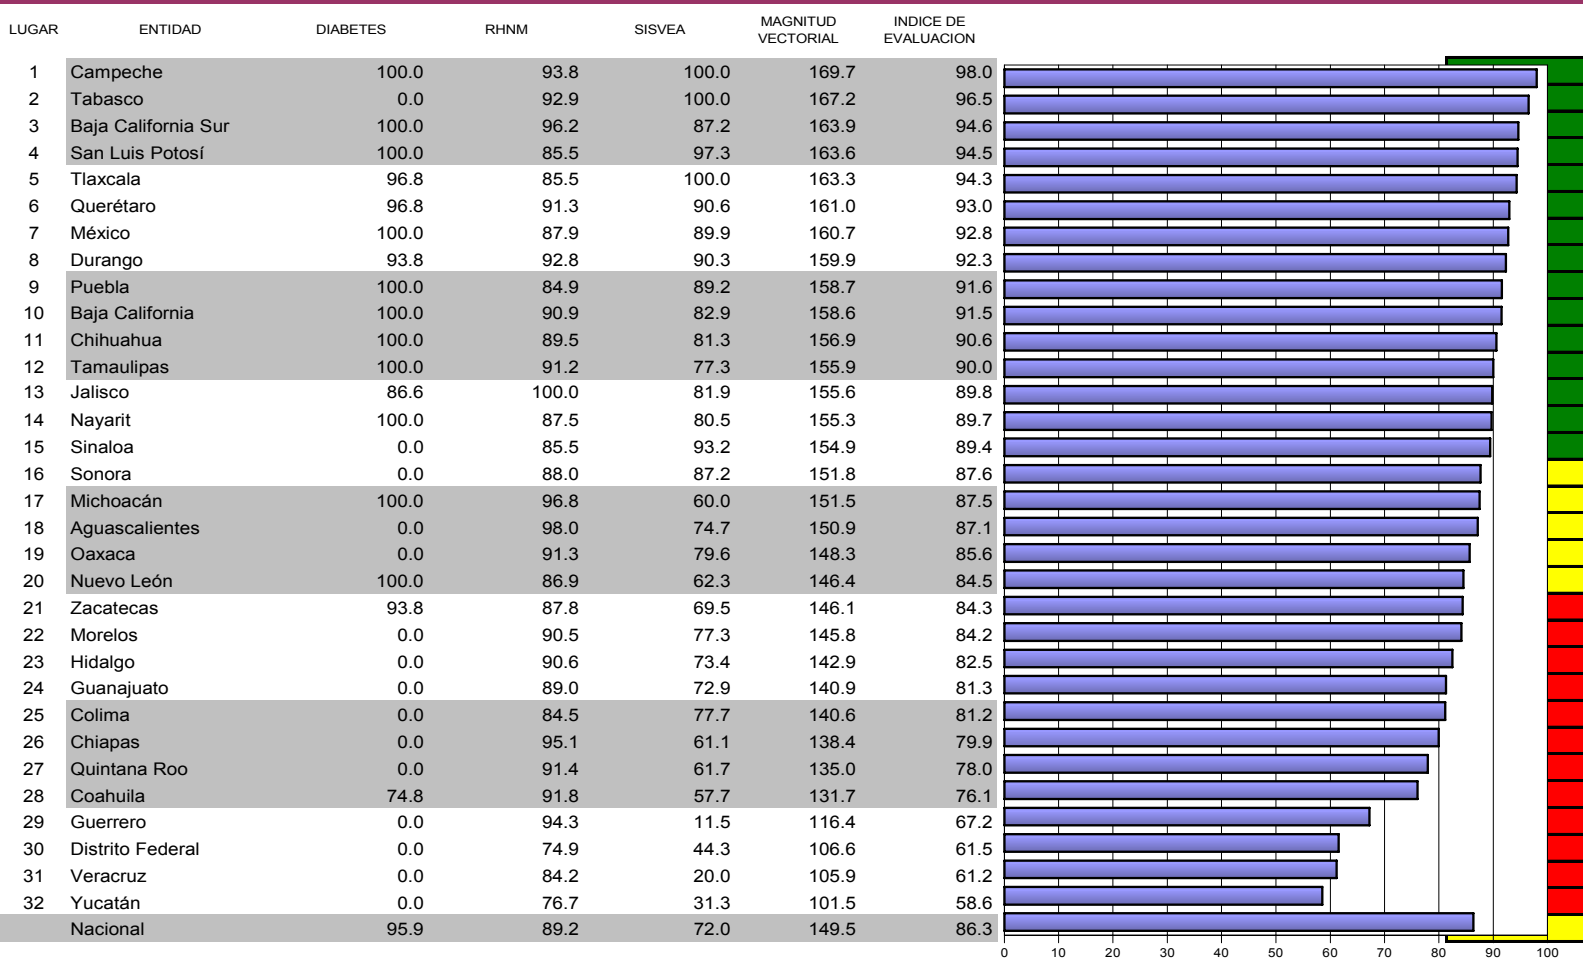 LUGAR ENTIDAD DIABETES RHNM SISVEA MAGNITUD VECTORIAL INDICE DE EVALUACION
1 Campeche 100.0 93.8 100.0 169.7 98.0
2 Tabasco 0.0 92.9 100.0 167.2 96.5
3 Baja California Sur 100.0 96.2 87.2 163.9 94.6
4 San Luis Potosí 100.0 85.5 97.3 163.6 94.5
5 Tlaxcala 96.8 85.5 100.0 163.3 94.3
6 Querétaro 96.8 91.3 90.6 161.0 93.0
7 México 100.0 87.9 89.9 160.7 92.8
8 Durango 93.8 92.8 90.3 159.9 92.3
9 Puebla 100.0 84.9 89.2 158.7 91.6
10 Baja California 100.0 90.9 82.9 158.6 91.5
11 Chihuahua 100.0 89.5 81.3 156.9 90.6
12 Tamaulipas 100.0 91.2 77.3 155.9 90.0
13 Jalisco 86.6 100.0 81.9 155.6 89.8
14 Nayarit 100.0 87.5 80.5 155.3 89.7
15 Sinaloa 0.0 85.5 93.2 154.9 89.4
16 Sonora 0.0 88.0 87.2 151.8 87.6
17 Michoacán 100.0 96.8 60.0 151.5 87.5
18 Aguascalientes 0.0 98.0 74.7 150.9 87.1
19 Oaxaca 0.0 91.3 79.6 148.3 85.6
20 Nuevo León 100.0 86.9 62.3 146.4 84.5
21 Zacatecas 93.8 87.8 69.5 146.1 84.3
22 Morelos 0.0 90.5 77.3 145.8 84.2
23 Hidalgo 0.0 90.6 73.4 142.9 82.5
24 Guanajuato 0.0 89.0 72.9 140.9 81.3
25 Colima 0.0 84.5 77.7 140.6 81.2
26 Chiapas 0.0 95.1 61.1 138.4 79.9
27 Quintana Roo 0.0 91.4 61.7 135.0 78.0
28 Coahuila 74.8 91.8 57.7 131.7 76.1
29 Guerrero 0.0 94.3 11.5 116.4 67.2
30 Distrito Federal 0.0 74.9 44.3 106.6 61.5
31 Veracruz 0.0 84.2 20.0 105.9 61.2
32 Yucatán 0.0 76.7 31.3 101.5 58.6
Nacional 95.9 89.2 72.0 149.5 86.3
0 10 20 30 40 50 60 70 80 90 100